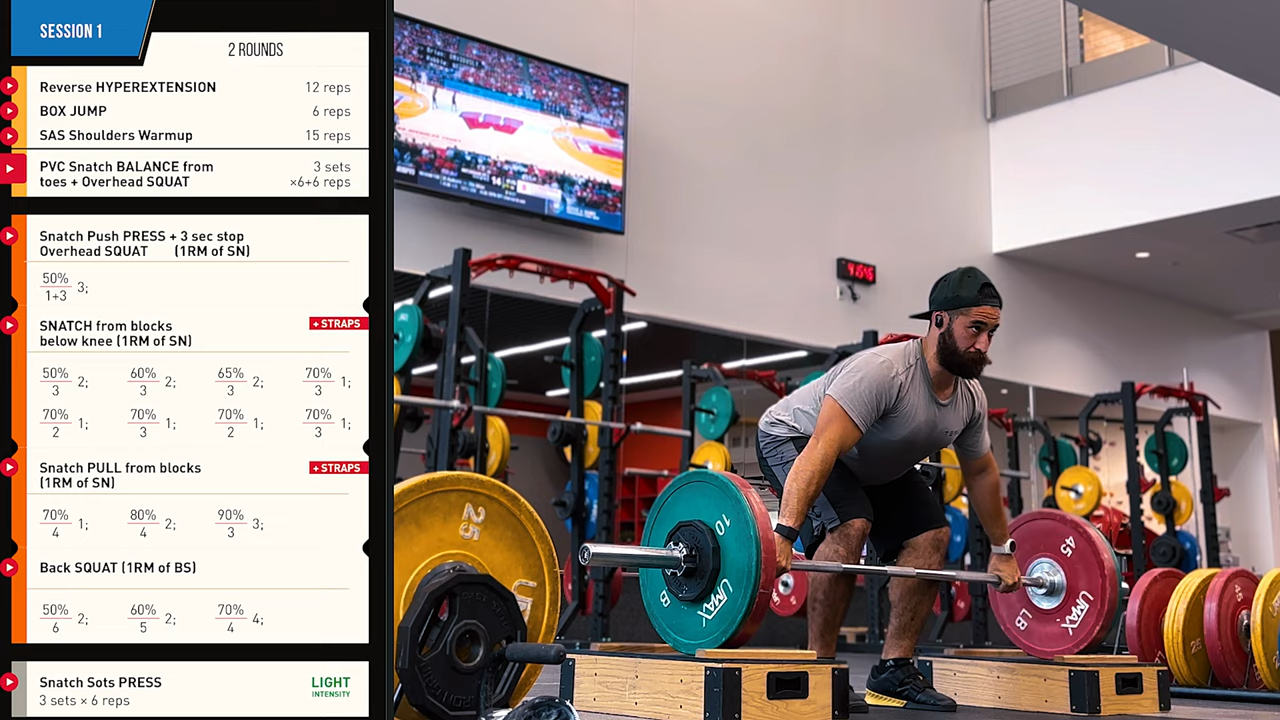 SESSION 1
2 ROUNDS
Reverse HYPEREXTENSION 12 reps
BOX JUMP 6 reps
SAS Shoulders Warmup 15 reps
PVC Snatch BALANCE from 3 sets
toes + Overhead SQUAT ×6+6 reps
Snatch Push PRESS + 3 sec stop
Overhead SQUAT (1RM of SN)
50%
1+3 3;
SNATCH from blocks + STRAPS
below knee (1RM of SN)
50% 60% 65% 70%
3 2; 3 2; 3 2; 3 1;
70% 70% 70% 70%
2 1; 3 1; 2 1; 3 1;
Snatch PULL from blocks + STRAPS
(1RM of SN)
70% 80% 90%
4 1; 4 2; 3 3;
Back SQUAT (1RM of BS)
50% 60% 70%
6 2; 5 2; 4 4;
Snatch Sots PRESS LIGHT
3 sets × 6 reps INTENSITY
W
25
10
LB
UMAX
45
LB
UMAX
25